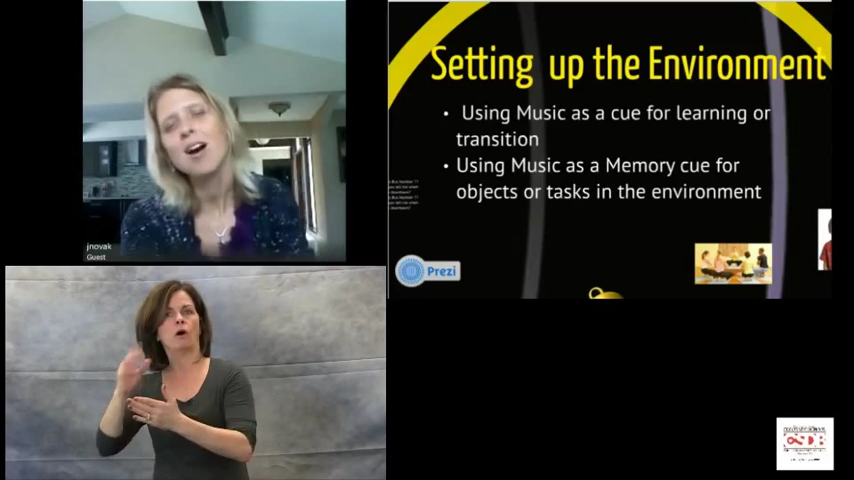 Setting up the Environment
• Using Music as a cue for learning or
transition
• Using Music as a Memory cue for
objects or tasks in the environment
jnovak
Guest
Prezi